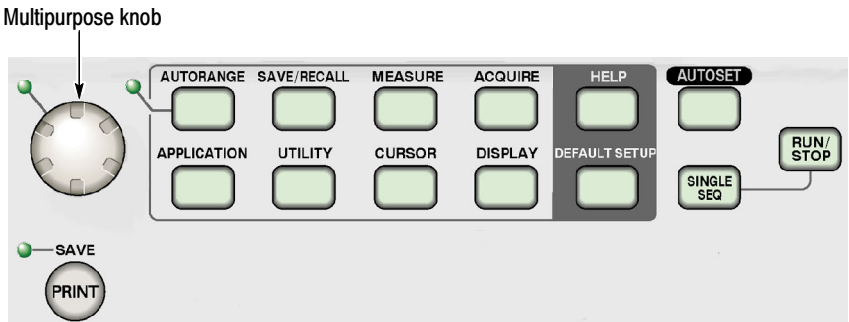 Multipurpose knob
AUTORANGE SAVE/RECALL MEASURE ACQUIRE HELP AUTOSET
APPLICATION UTILITY CURSOR DISPLAY DEFAULT SETUP
RUN/
STOP
SINGLE
SEQ
SAVE
PRINT